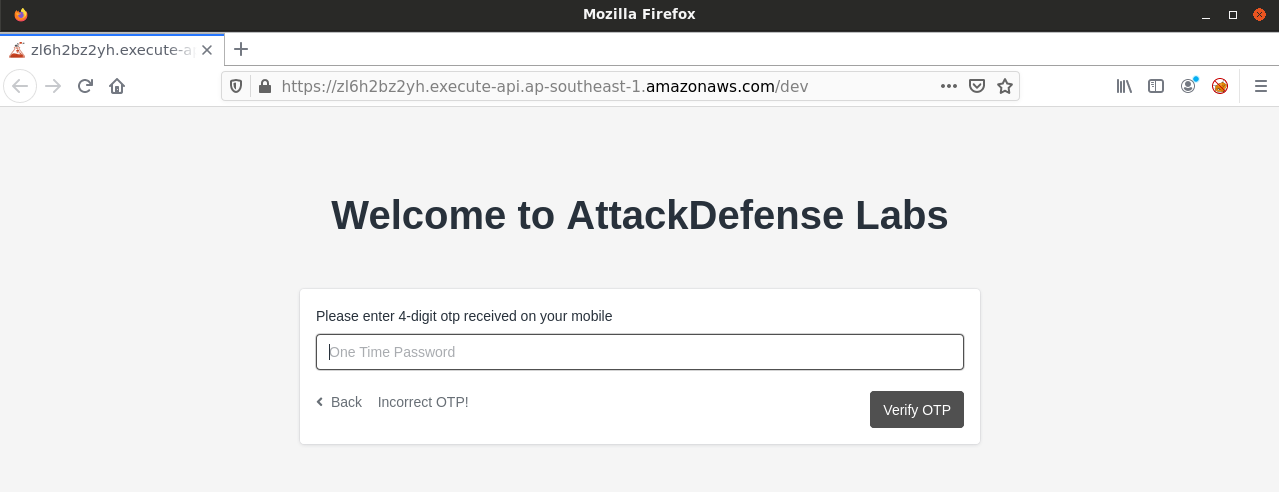 Mozilla Firefox
zl6h2bz2yh.execute-a
https://zl6h2bz2yh.execute-api.ap-southeast-1.amazonaws.com/dev
Welcome to AttackDefense Labs
Please enter 4-digit otp received on your mobile
One Time Password
Back Incorrect OTP!
Verify OTP